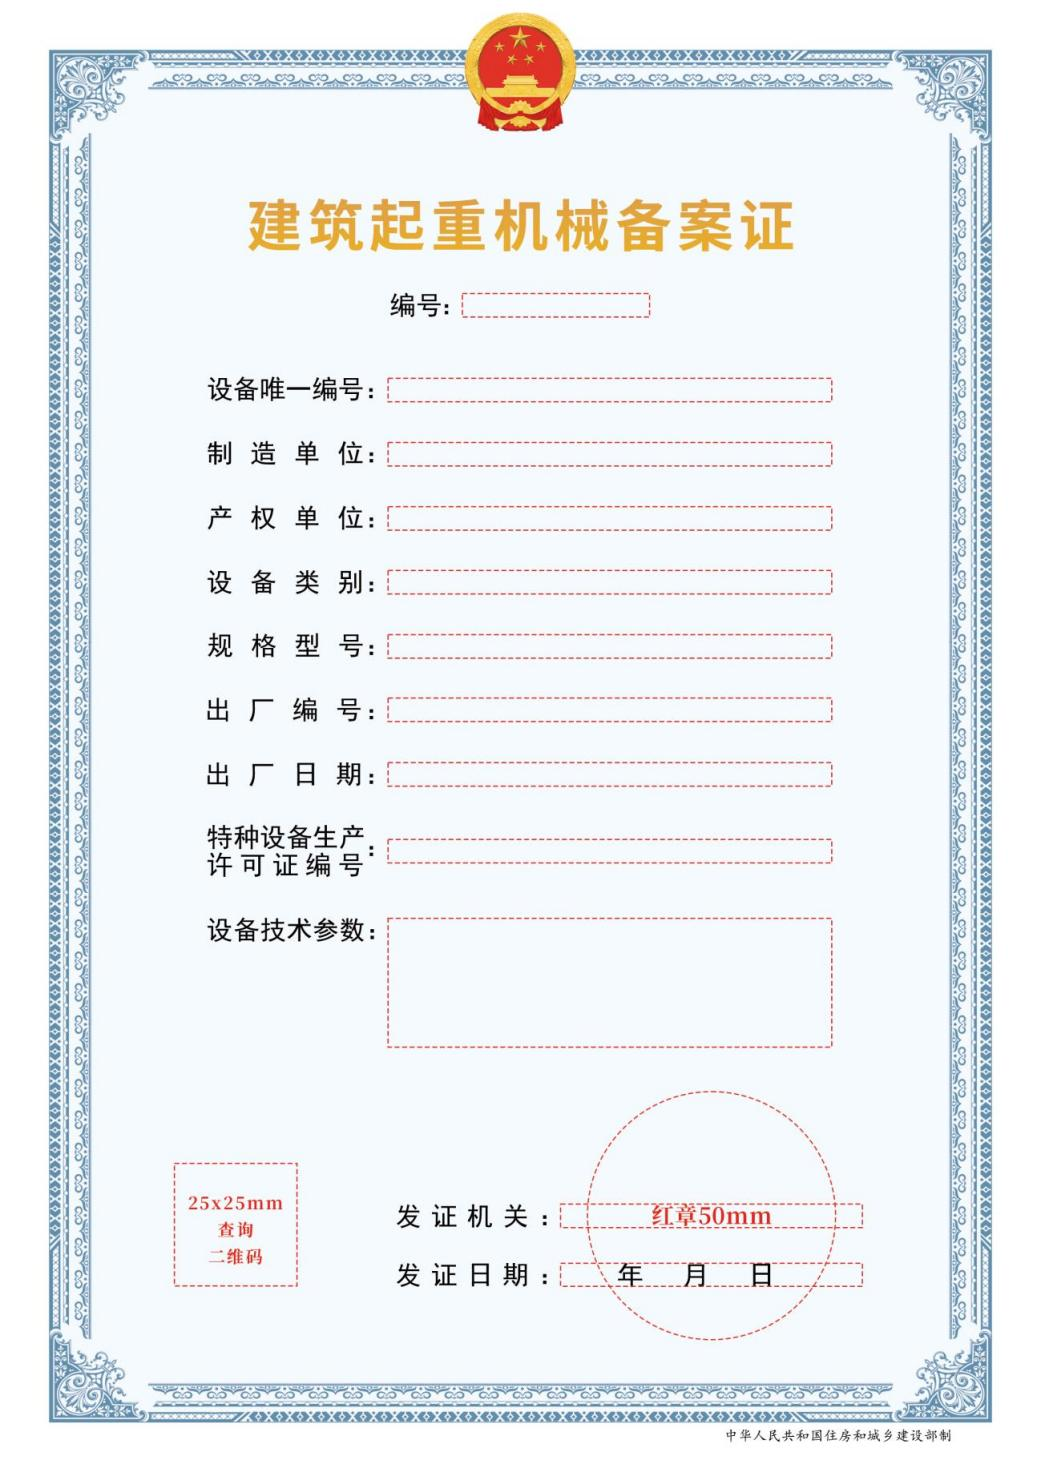 建筑起重机械备案证
编号：
设备唯一编号：
制造单位：
产权单位：
设备类别：
规格型号：
出厂编号：
出厂日期：
特种设备生产
许可证编号：
设备技术参数：
25x25mm
查询
二维码
发证机关：红章50mm
发证日期：年 月 日
中华人民共和国住房和城乡建设部制